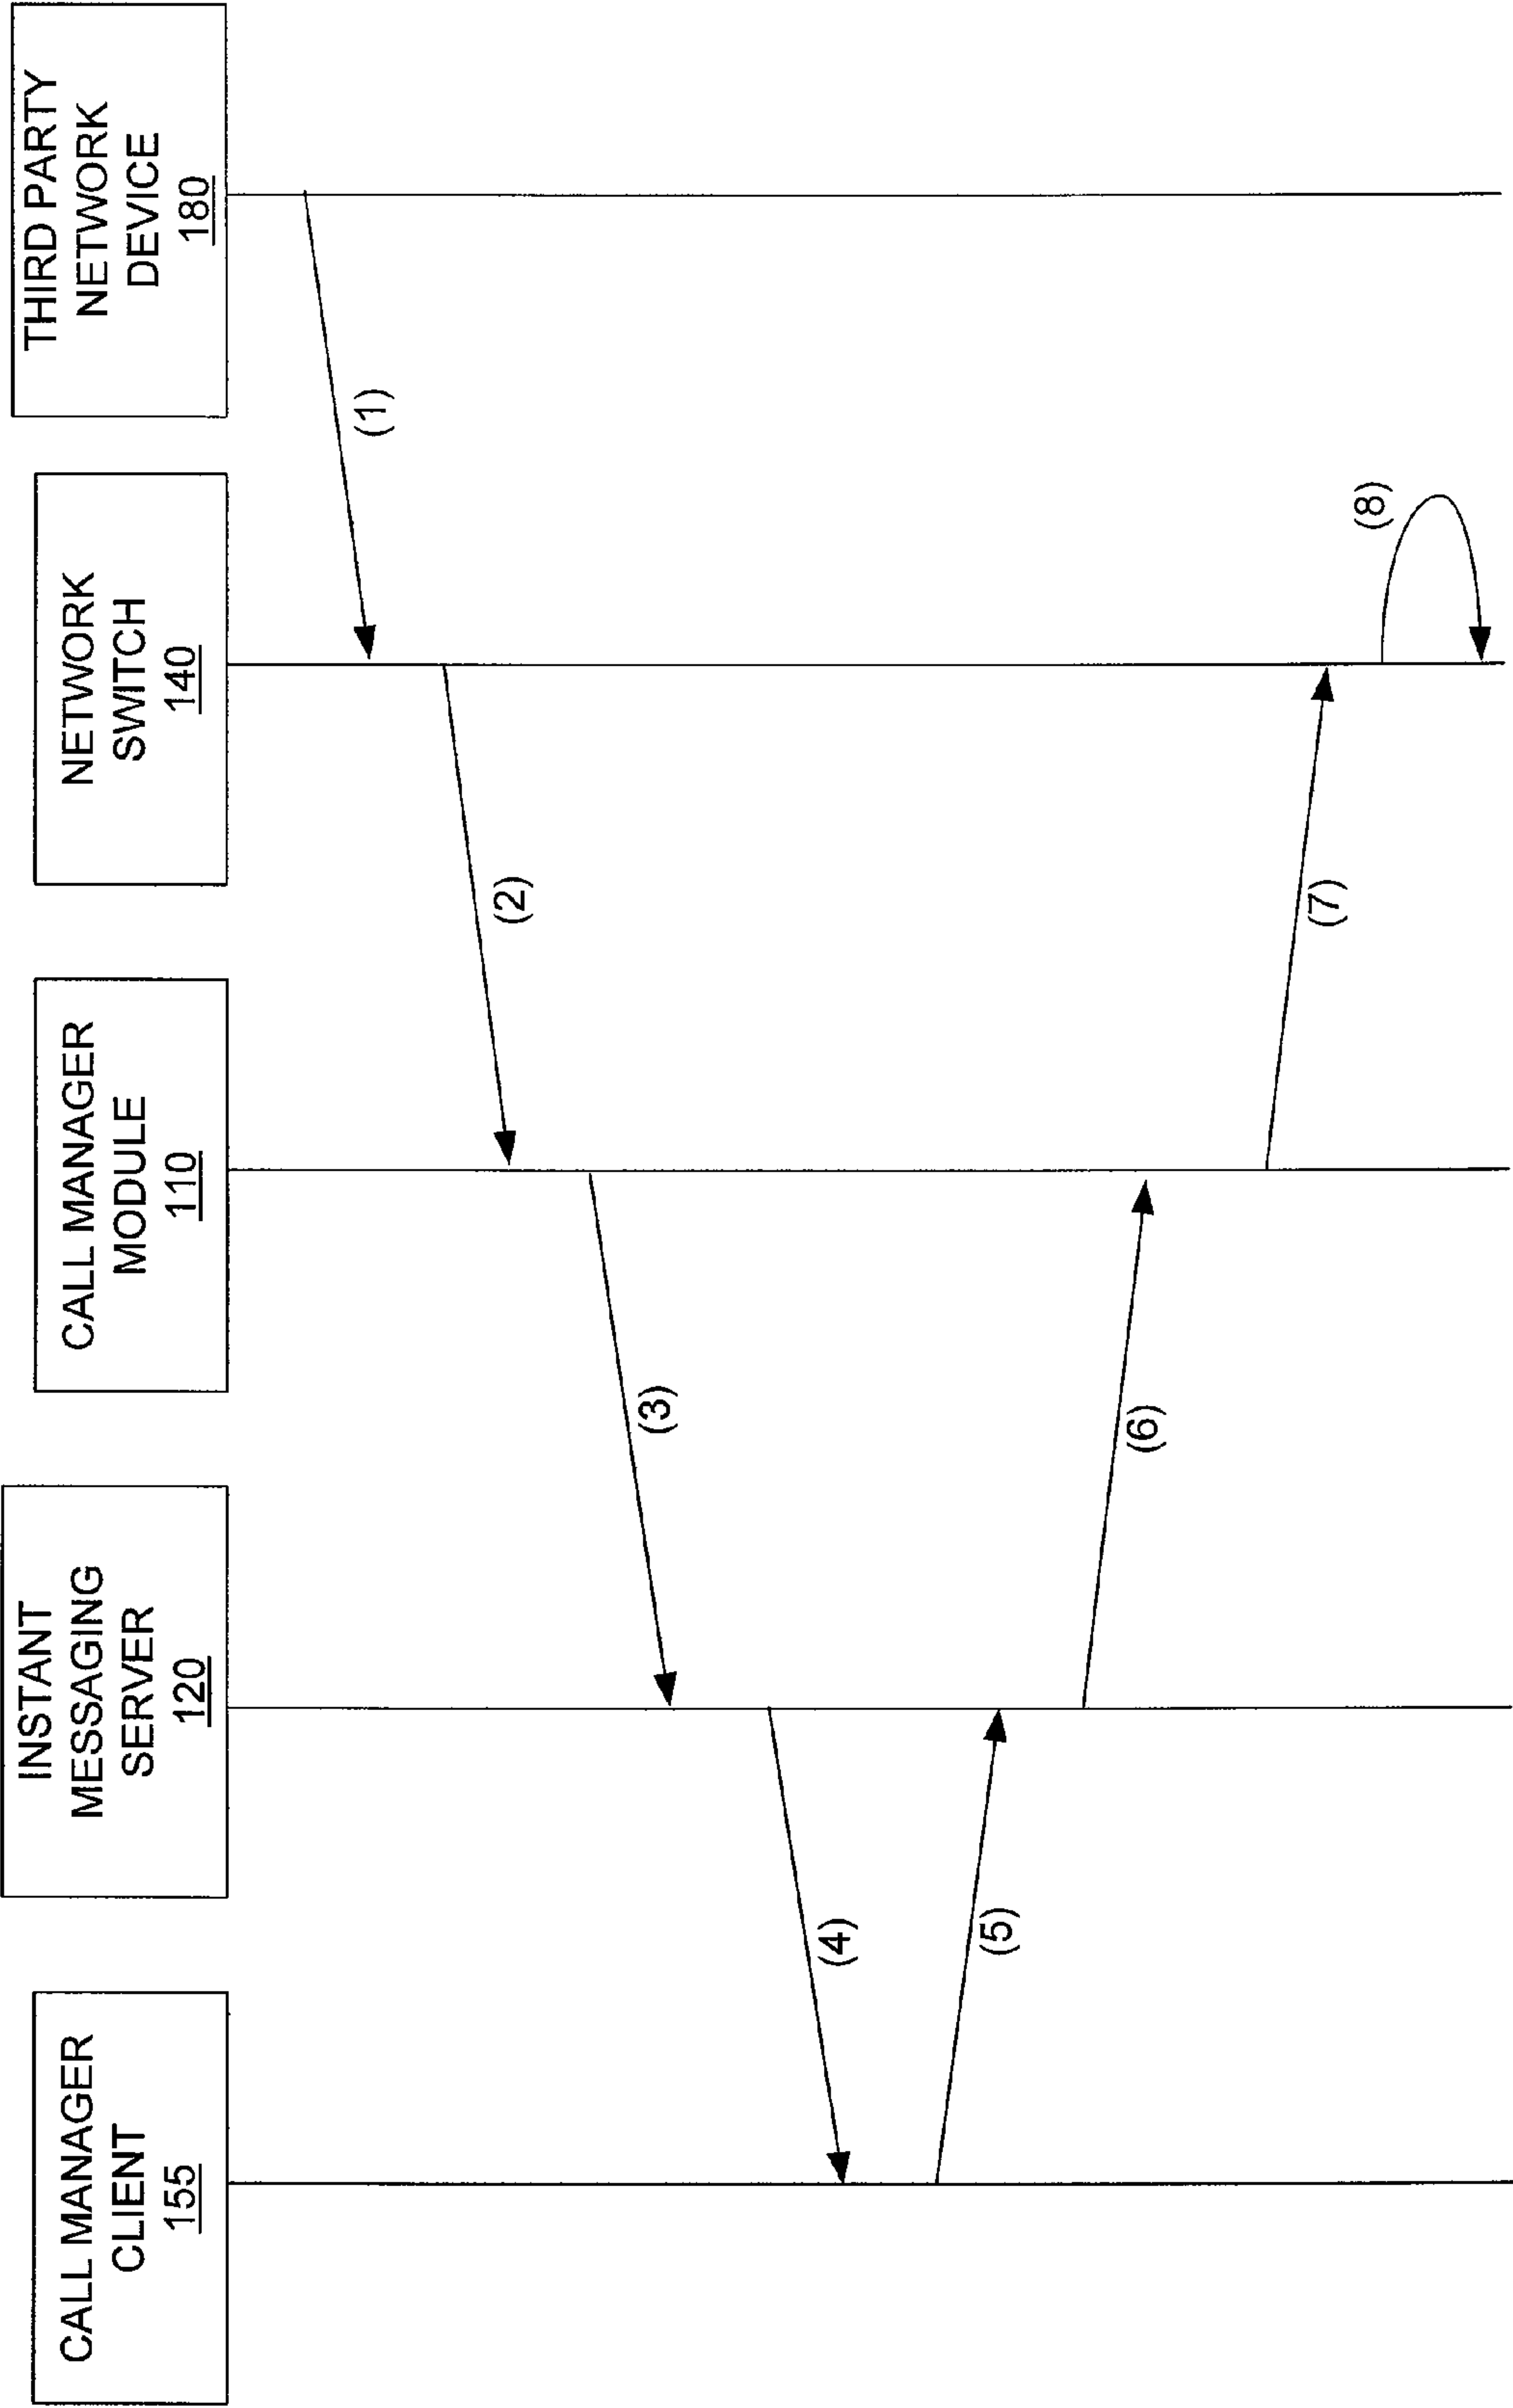 CALL MANAGER
CLIENT
155
INSTANT
MESSAGING
SERVER
120
CALL MANAGER
MODULE
110
NETWORK
SWITCH
140
THIRD PARTY
NETWORK
DEVICE
180
(1)
(2)
(3)
(4)
(5)
(6)
(7)
(8)